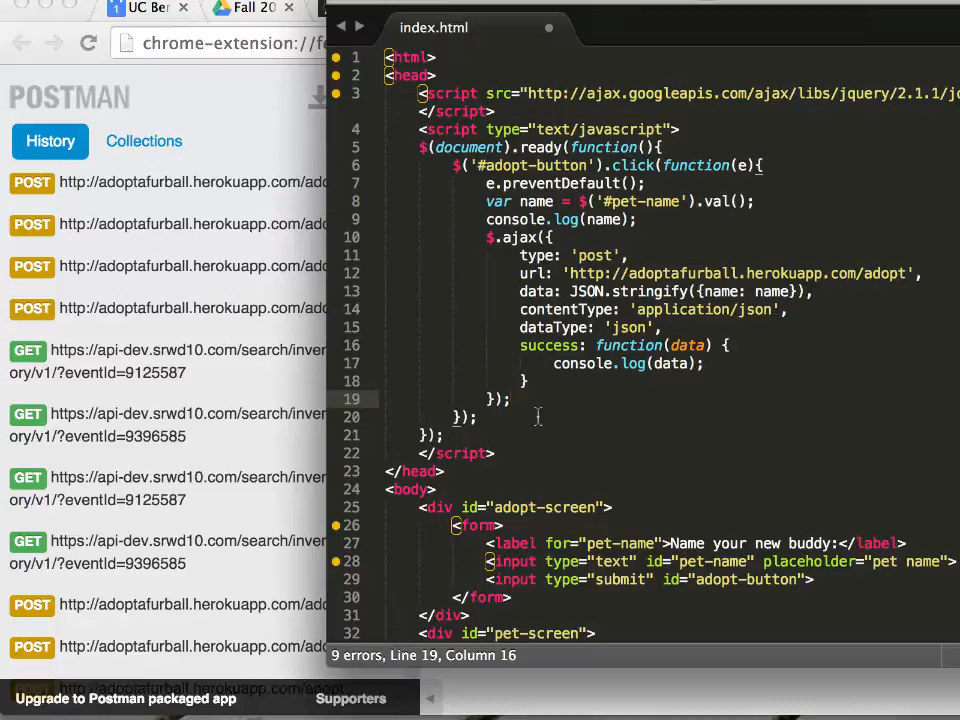 UC Ber
Fall 20
chrome-extension://fe
POSTMAN
History
Collections
POST http://adoptafurball.herokuapp.com/ado
POST http://adoptafurball.herokuapp.com/ado
POST http://adoptafurball.herokuapp.com/ado
POST http://adoptafurball.herokuapp.com/ado
GET https://api-dev.srwd10.com/search/inven
ory/v1/?eventId=9125587
GET https://api-dev.srwd10.com/search/inven
ory/v1/?eventId=9396585
GET https://api-dev.srwd10.com/search/inven
ory/v1/?eventId=9125587
GET https://api-dev.srwd10.com/search/inven
ory/v1/?eventId=9396585
POST http://adoptafurball.herokuapp.com/ado
POST http://adoptafurball.herokuapp.com/ado
Upgrade to Postman packaged app
Supporters
index.html
1 <html>
2 <head>
3 <script src="http://ajax.googleapis.com/ajax/libs/jquery/2.1.1/jq
</script>
4 <script type="text/javascript">
5 $(document).ready(function(){
6 $('#adopt-button').click(function(e){
7 e.preventDefault();
8 var name = $('#pet-name').val();
9 console.log(name);
10 $.ajax({
11 type: 'post',
12 url: 'http://adoptafurball.herokuapp.com/adopt',
13 data: JSON.stringify({name: name}),
14 contentType: 'application/json',
15 dataType: 'json',
16 success: function(data) {
17 console.log(data);
18 }
19 });
20 });
21 });
22 </script>
23 </head>
24 <body>
25 <div id="adopt-screen">
26 <form>
27 <label for="pet-name">Name your new buddy:</label>
28 <input type="text" id="pet-name" placeholder="pet name">
29 <input type="submit" id="adopt-button">
30 </form>
31 </div>
32 <div id="pet-screen">
9 errors, Line 19, Column 16